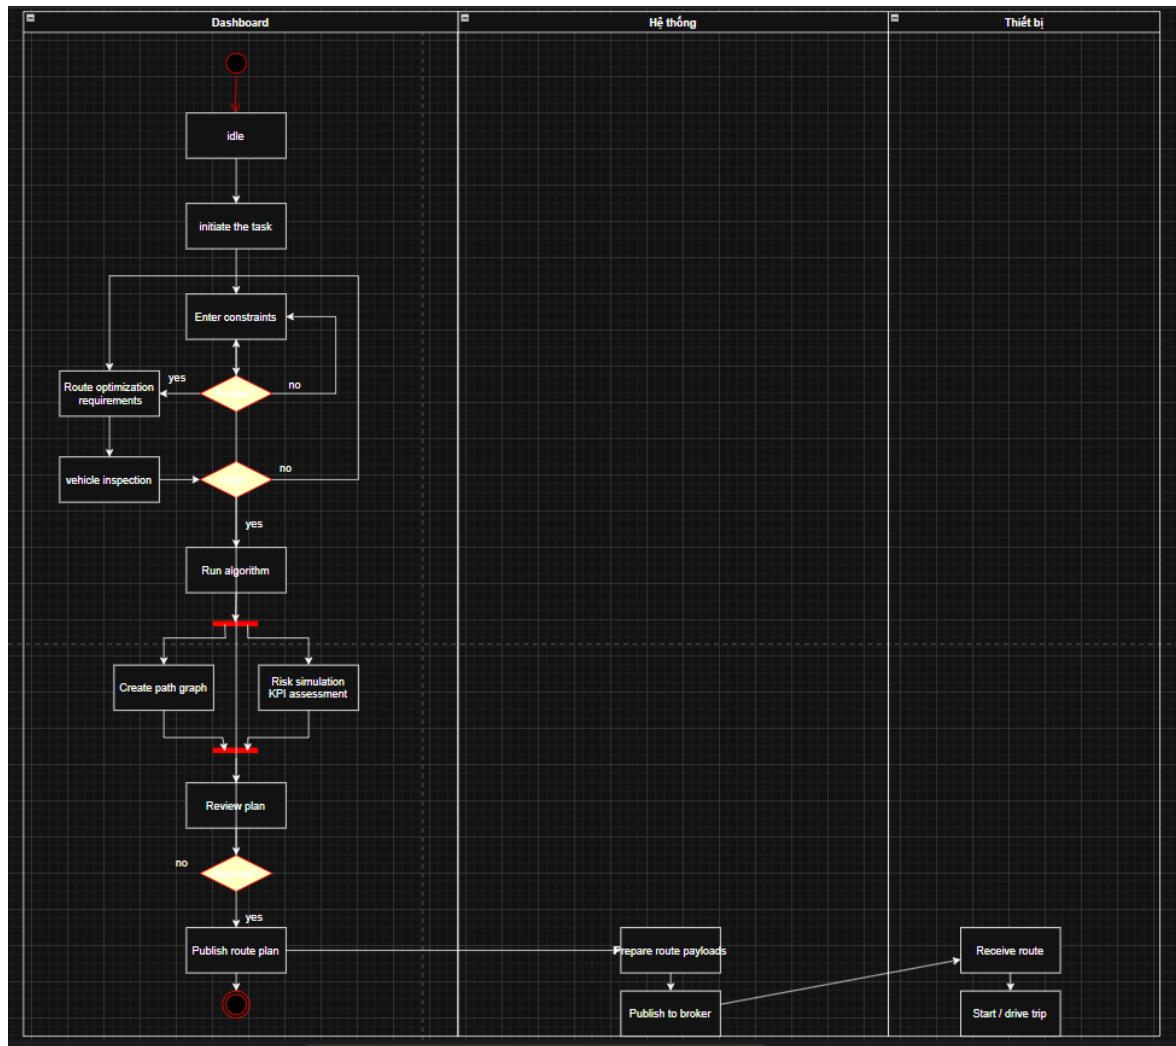 Dashboard
Hệ thống
Thiết bị
idle
initiate the task
Enter constraints
yes
no
Route optimization
requirements
vehicle inspection
no
yes
Run algorithm
Create path graph
Risk simulation
KPI assessment
Review plan
no
yes
Publish route plan
Prepare route payloads
Receive route
Publish to broker
Start / drive trip